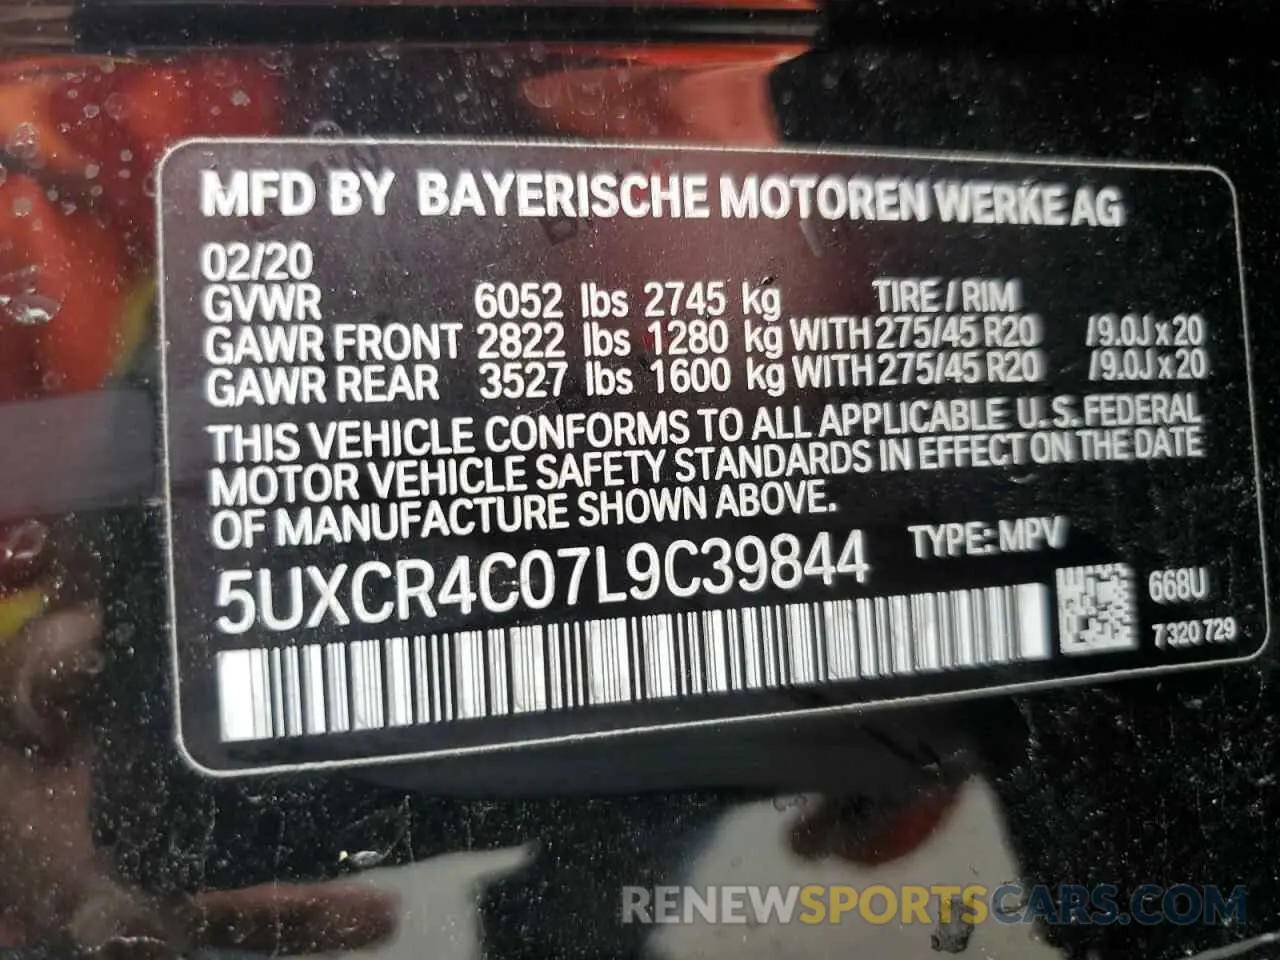 MFD BY BAYERISCHE MOTOREN WERKE AG
02/20
GVWR 6052 lbs 2745 kg TIRE / RIM
GAWR FRONT 2822 lbs 1280 kg WITH 275/45 R20 /9.0J x 20
GAWR REAR 3527 lbs 1600 kg WITH 275/45 R20 /9.0J x 20
THIS VEHICLE CONFORMS TO ALL APPLICABLE U. S. FEDERAL
MOTOR VEHICLE SAFETY STANDARDS IN EFFECT ON THE DATE
OF MANUFACTURE SHOWN ABOVE.
5UXCR4C07L9C39844 TYPE: MPV
668U
7 320 729
RENEWSPORTSCARS.COM